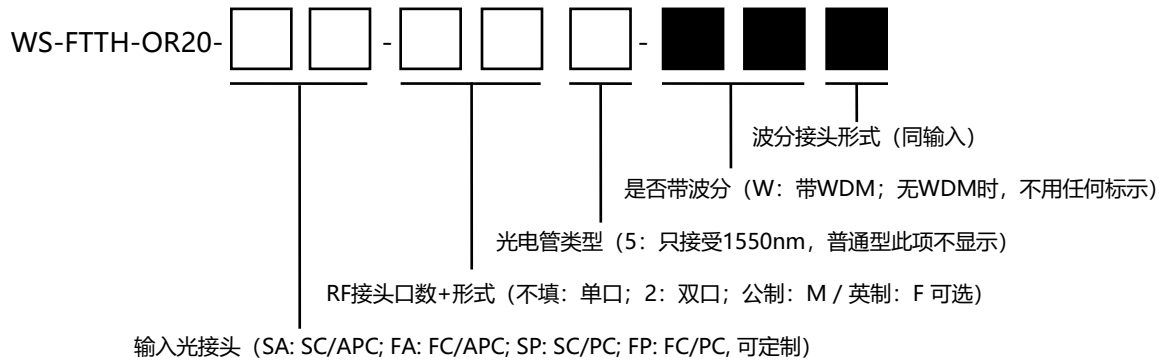 WS-FTTH-OR20- - -
波分接头形式（同输入）
是否带波分（W：带WDM；无WDM时，不用任何标示）
光电管类型（5：只接受1550nm，普通型此项不显示）
RF接头口数+形式（不填：单口；2：双口；公制：M / 英制：F 可选）
输入光接头（SA: SC/APC; FA: FC/APC; SP: SC/PC; FP: FC/PC, 可定制）